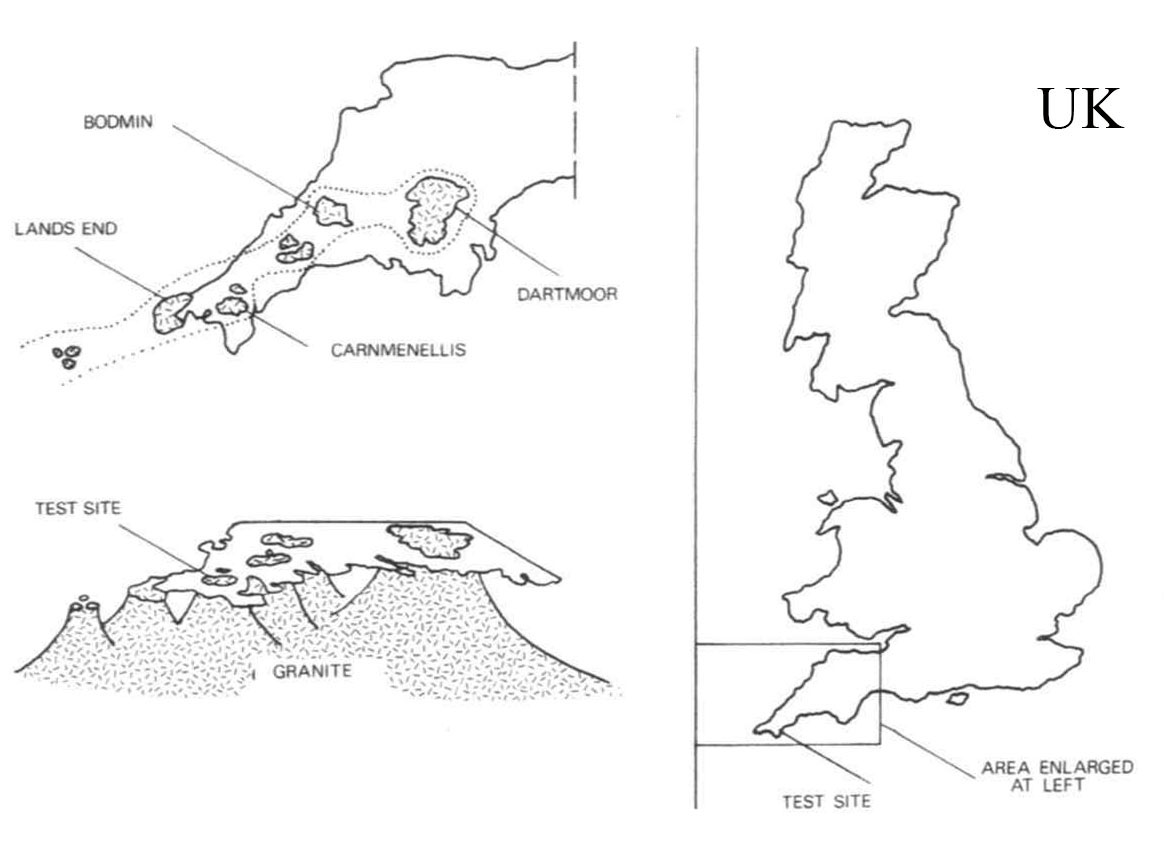 BODMIN
LANDS END
DARTMOOR
CARNMENELLIS
TEST SITE
GRANITE
UK
AREA ENLARGED
AT LEFT
TEST SITE